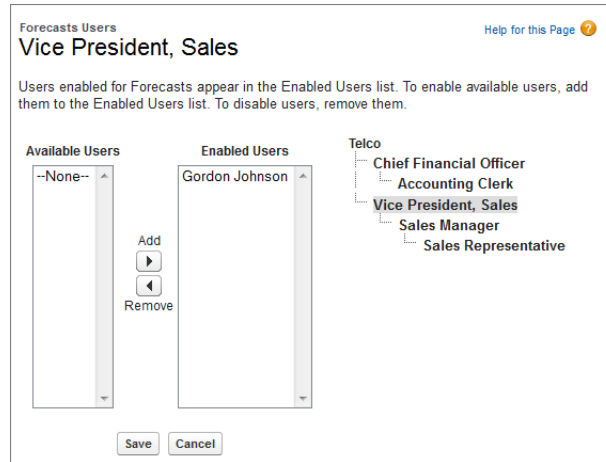 Forecasts Users
Help for this Page ?
Vice President, Sales
Users enabled for Forecasts appear in the Enabled Users list. To enable available users, add
them to the Enabled Users list. To disable users, remove them.
Available Users
Enabled Users
--None--
Gordon Johnson
Add
Remove
Telco
Chief Financial Officer
Accounting Clerk
Vice President, Sales
Sales Manager
Sales Representative
Save
Cancel